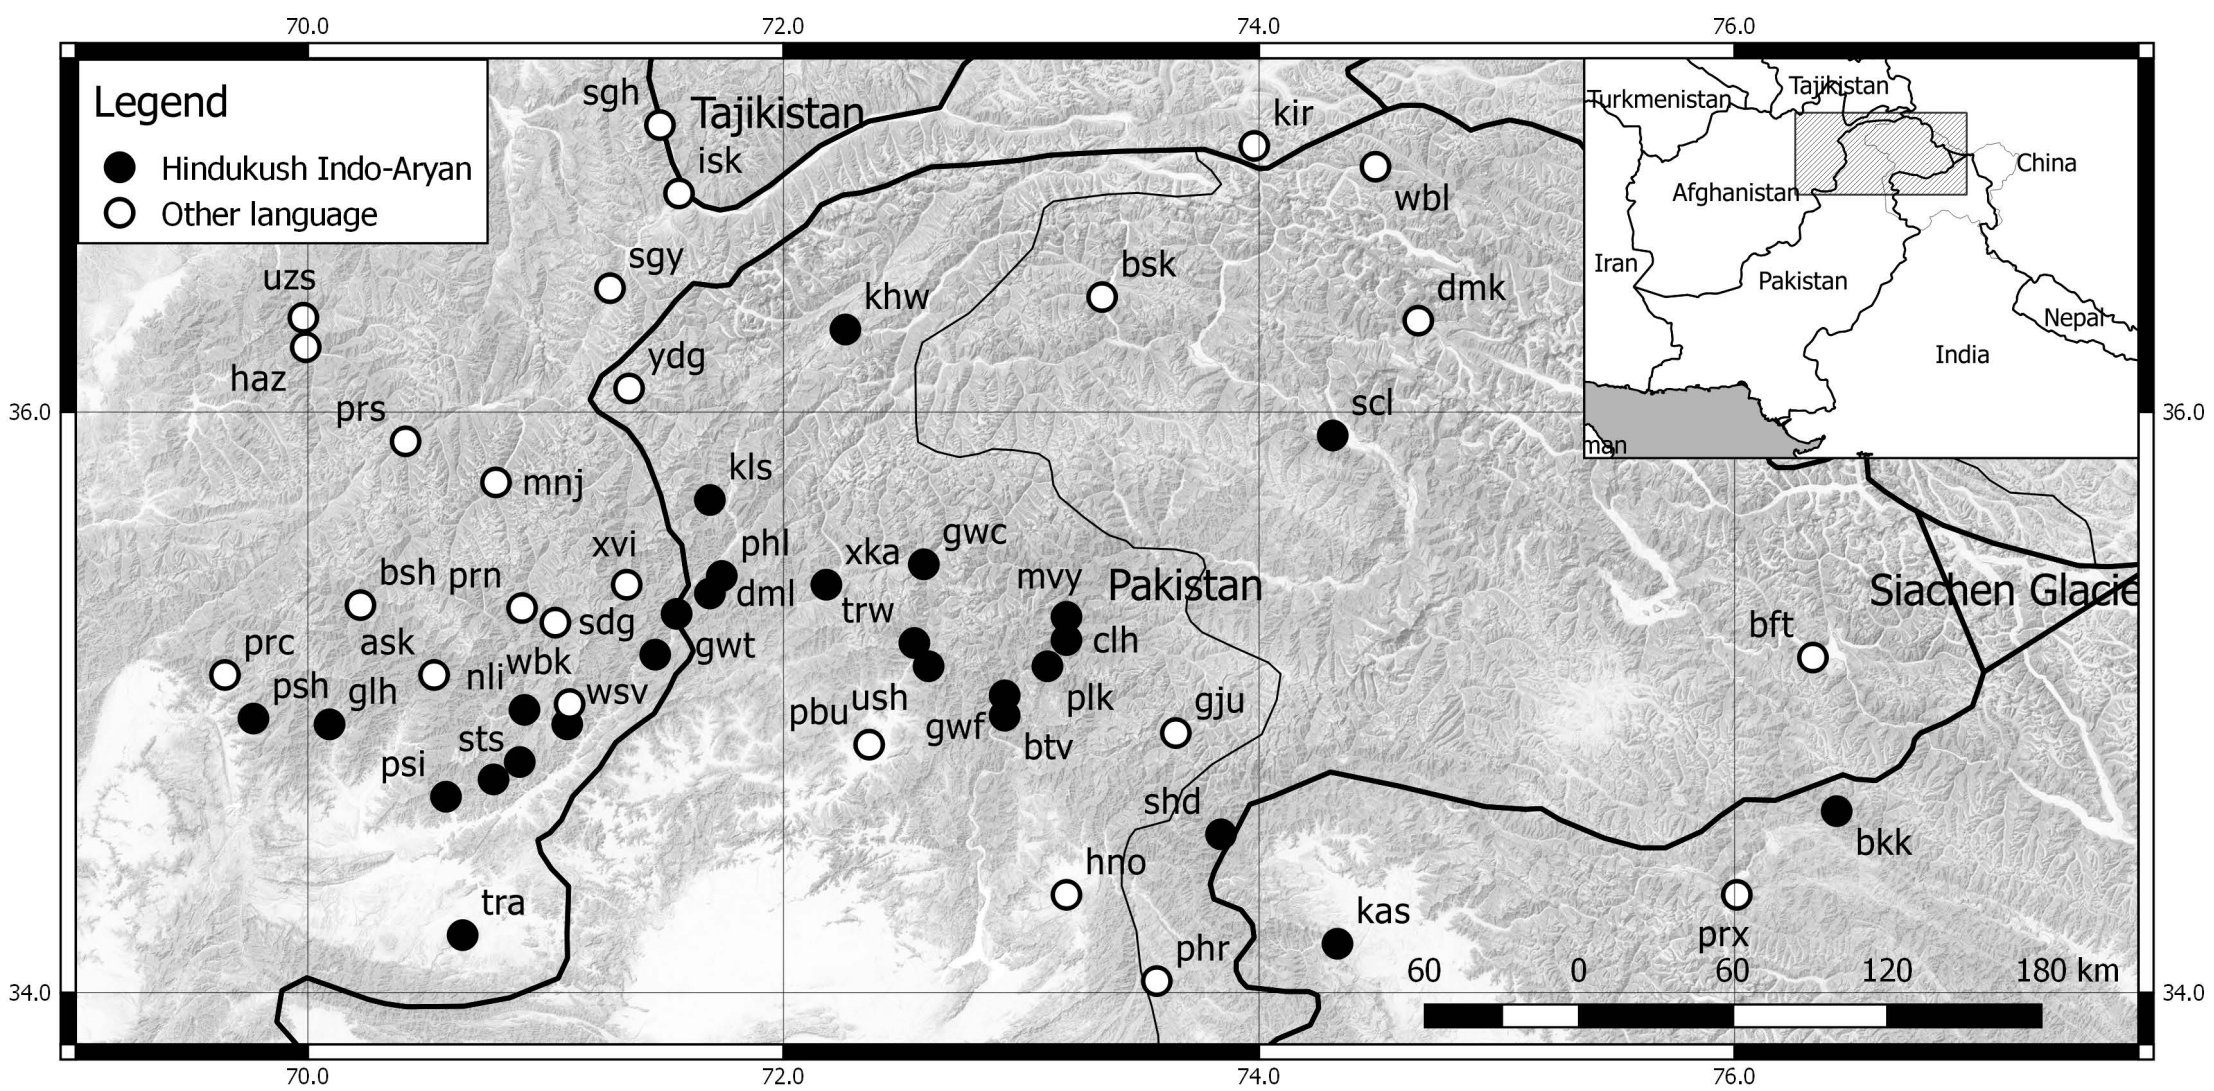 70.0 72.0 74.0 76.0
Legend
Hindukush Indo-Aryan
Other language
sgh
Tajikistan
isk
kir
wbl
Turkmenistan
Tajikistan
China
Afghanistan
Iran
Pakistan
Nepal
India
man
uzs
haz
sgy
khw
bsk
dmk
ydg
36.0
36.0
prs
scl
mnj
kls
xvi
phl
xka
gwc
bsh
prn
dml
mvy
Pakistan
Siachen Glacie
trw
sdg
clh
bft
prc
ask
gwt
nli
wbk
psh
glh
wsv
pbu
ush
plk
gju
gwf
btv
sts
psi
shd
bkk
hno
tra
kas
prx
phr
60 0 60 120 180 km
34.0
34.0
70.0 72.0 74.0 76.0